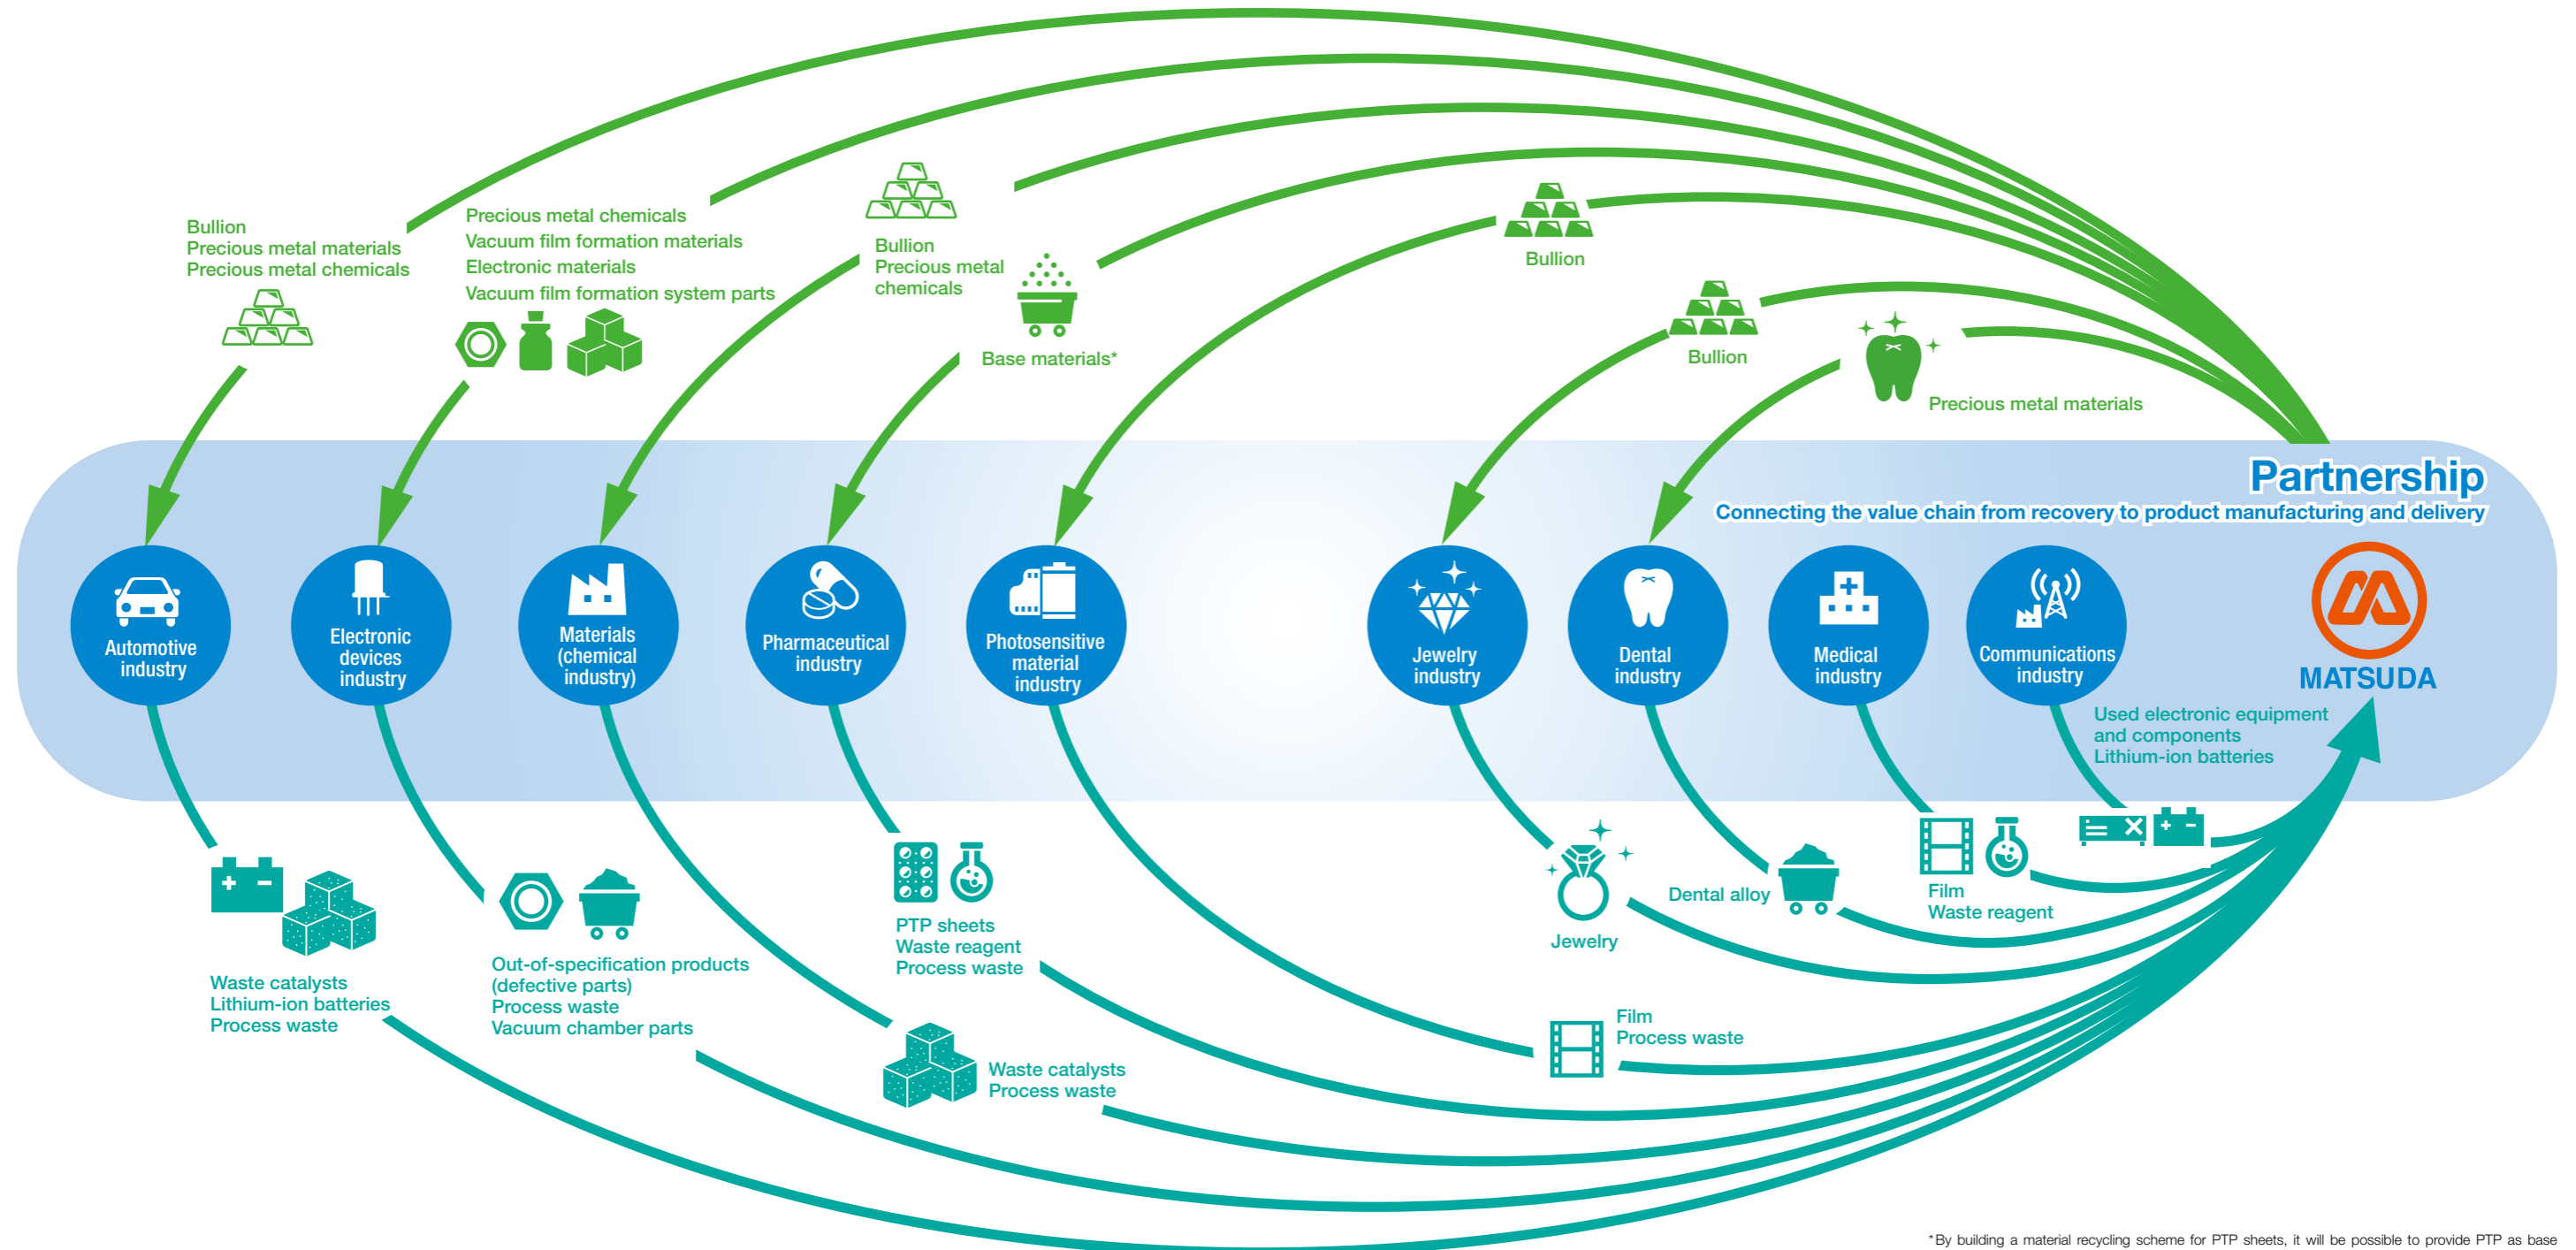 Bullion
Precious metal materials
Precious metal chemicals
Precious metal chemicals
Vacuum film formation materials
Electronic materials
Vacuum film formation system parts
Bullion
Precious metal
chemicals
Base materials*
Bullion
Bullion
Precious metal materials
Partnership
Connecting the value chain from recovery to product manufacturing and delivery
Automotive
industry
Electronic
devices
industry
Materials
(chemical
industry)
Pharmaceutical
industry
Photosensitive
material
industry
Jewelry
industry
Dental
industry
Medical
industry
Communications
industry
MATSUDA
Used electronic equipment
and components
Lithium-ion batteries
Waste catalysts
Lithium-ion batteries
Process waste
Out-of-specification products
(defective parts)
Process waste
Vacuum chamber parts
Waste catalysts
Process waste
PTP sheets
Waste reagent
Process waste
Film
Process waste
Jewelry
Dental alloy
Film
Waste reagent
*By building a material recycling scheme for PTP sheets, it will be possible to provide PTP as base